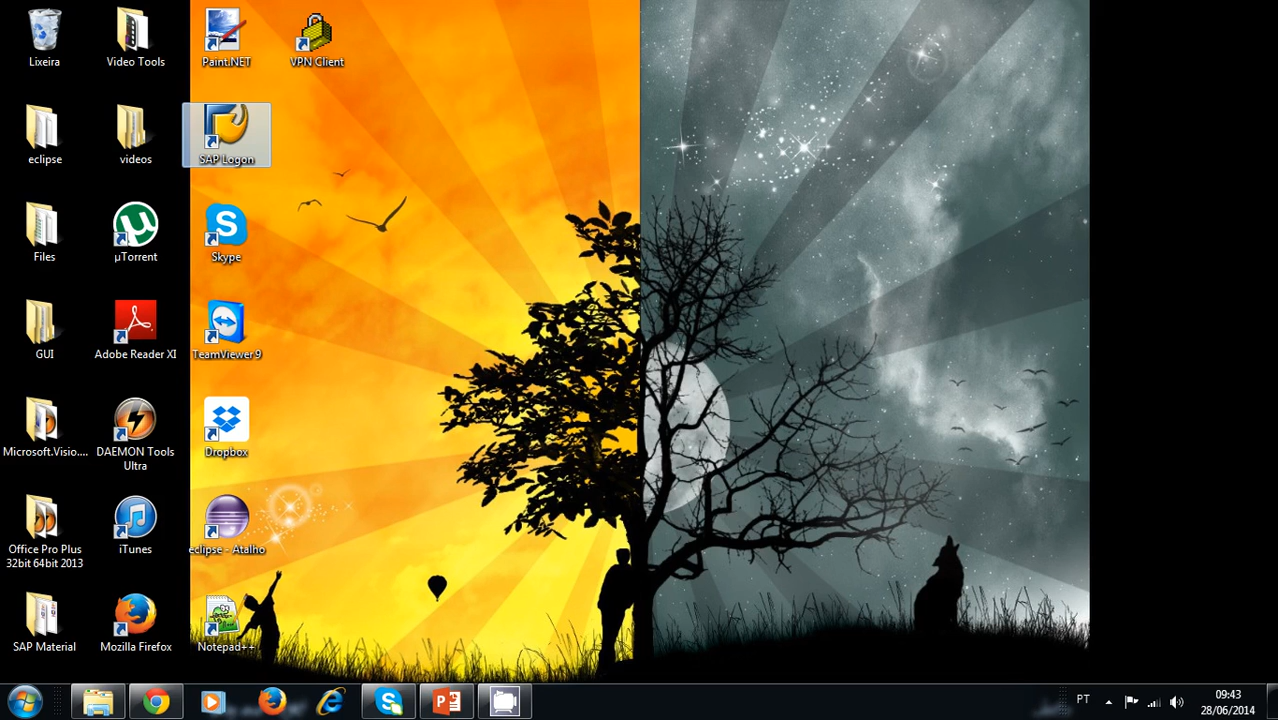 Lixeira
Video Tools
Paint.NET
VPN Client
eclipse
videos
SAP Logon
Files
µTorrent
Skype
GUI
Adobe Reader XI
TeamViewer 9
Microsoft.Visio....
DAEMON Tools
Ultra
Dropbox
Office Pro Plus
32bit 64bit 2013
iTunes
eclipse - Atalho
SAP Material
Mozilla Firefox
Notepad++
PT
09:43
28/06/2014